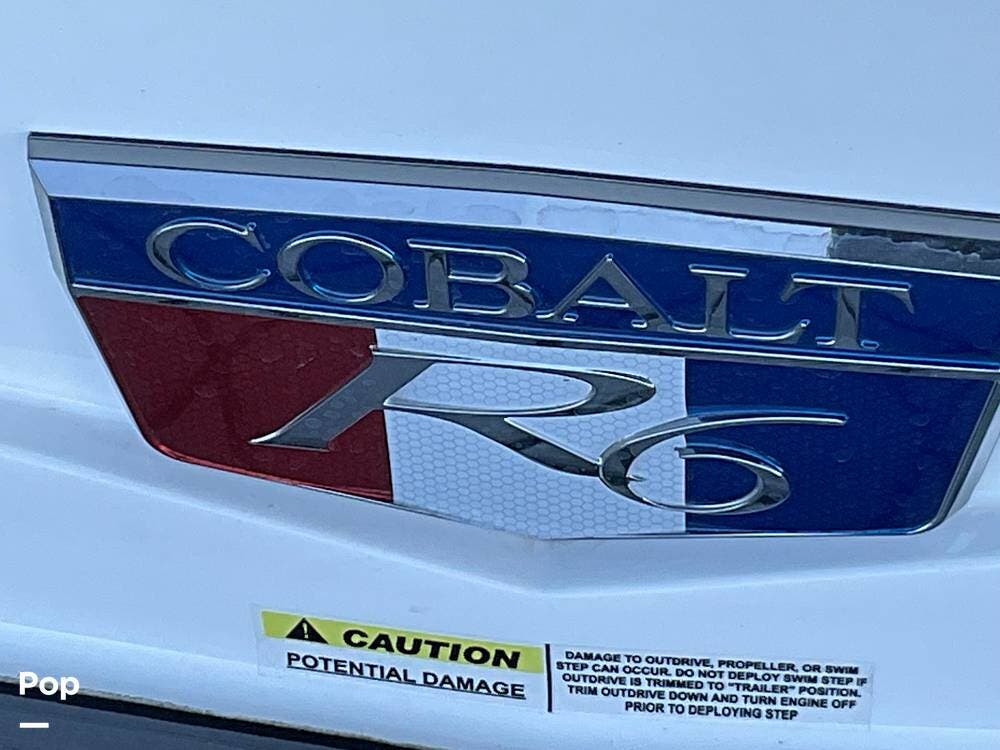 COBALT
R6
CAUTION
POTENTIAL DAMAGE
DAMAGE TO OUTDRIVE, PROPELLER, OR SWIM
STEP CAN OCCUR. DO NOT DEPLOY SWIM STEP IF
OUTDRIVE IS TRIMMED TO "TRAILER" POSITION.
TRIM OUTDRIVE DOWN AND TURN ENGINE OFF
PRIOR TO DEPLOYING STEP
Pop